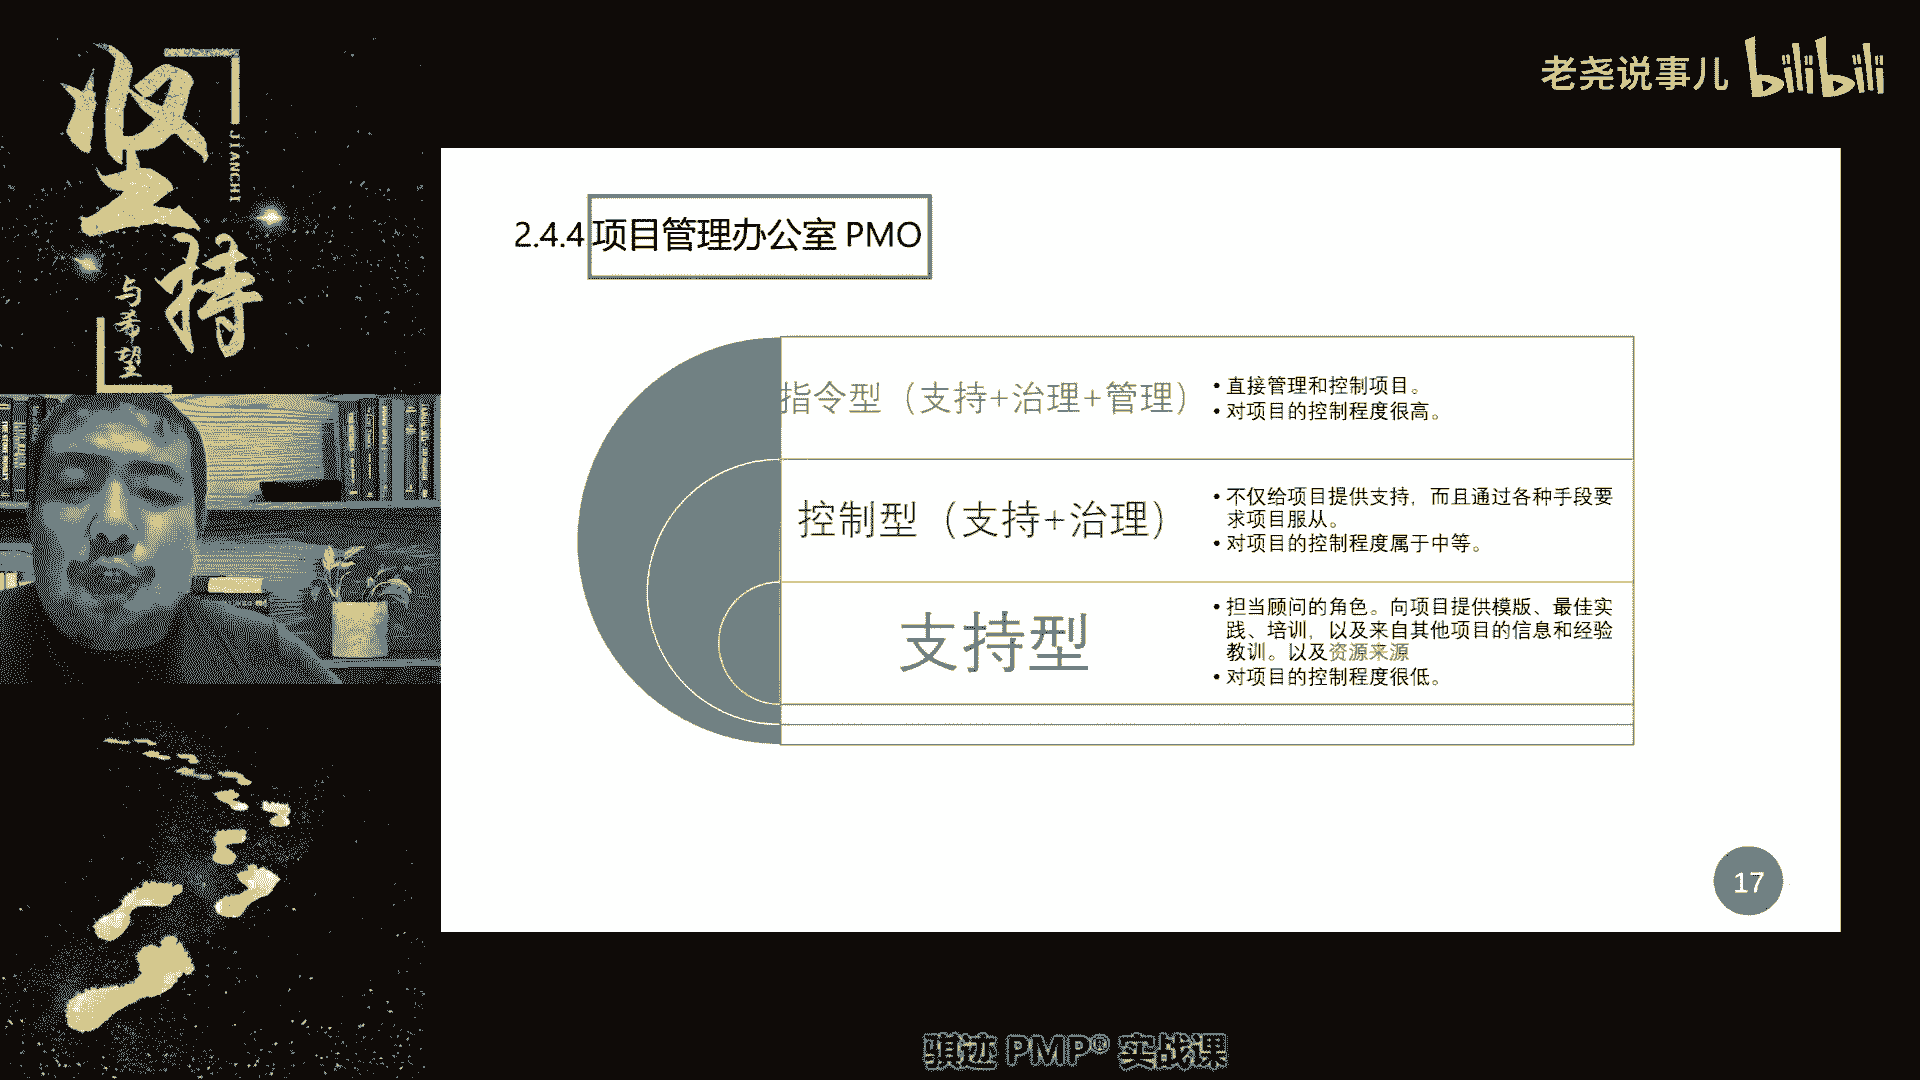 坚
持
JIANCHI
与希望
老尧说事儿 bilibili
2.4.4 项目管理办公室 PMO
指令型（支持+治理+管理）
• 直接管理和控制项目。
• 对项目的控制程度很高。
控制型（支持+治理）
• 不仅给项目提供支持，而且通过各种手段要
求项目服从。
• 对项目的控制程度属于中等。
支持型
• 担当顾问的角色。向项目提供模版、最佳实
践、培训，以及来自其他项目的信息和经验
教训。以及资源来源
• 对项目的控制程度很低。
17
骐迹 PMP® 实战课